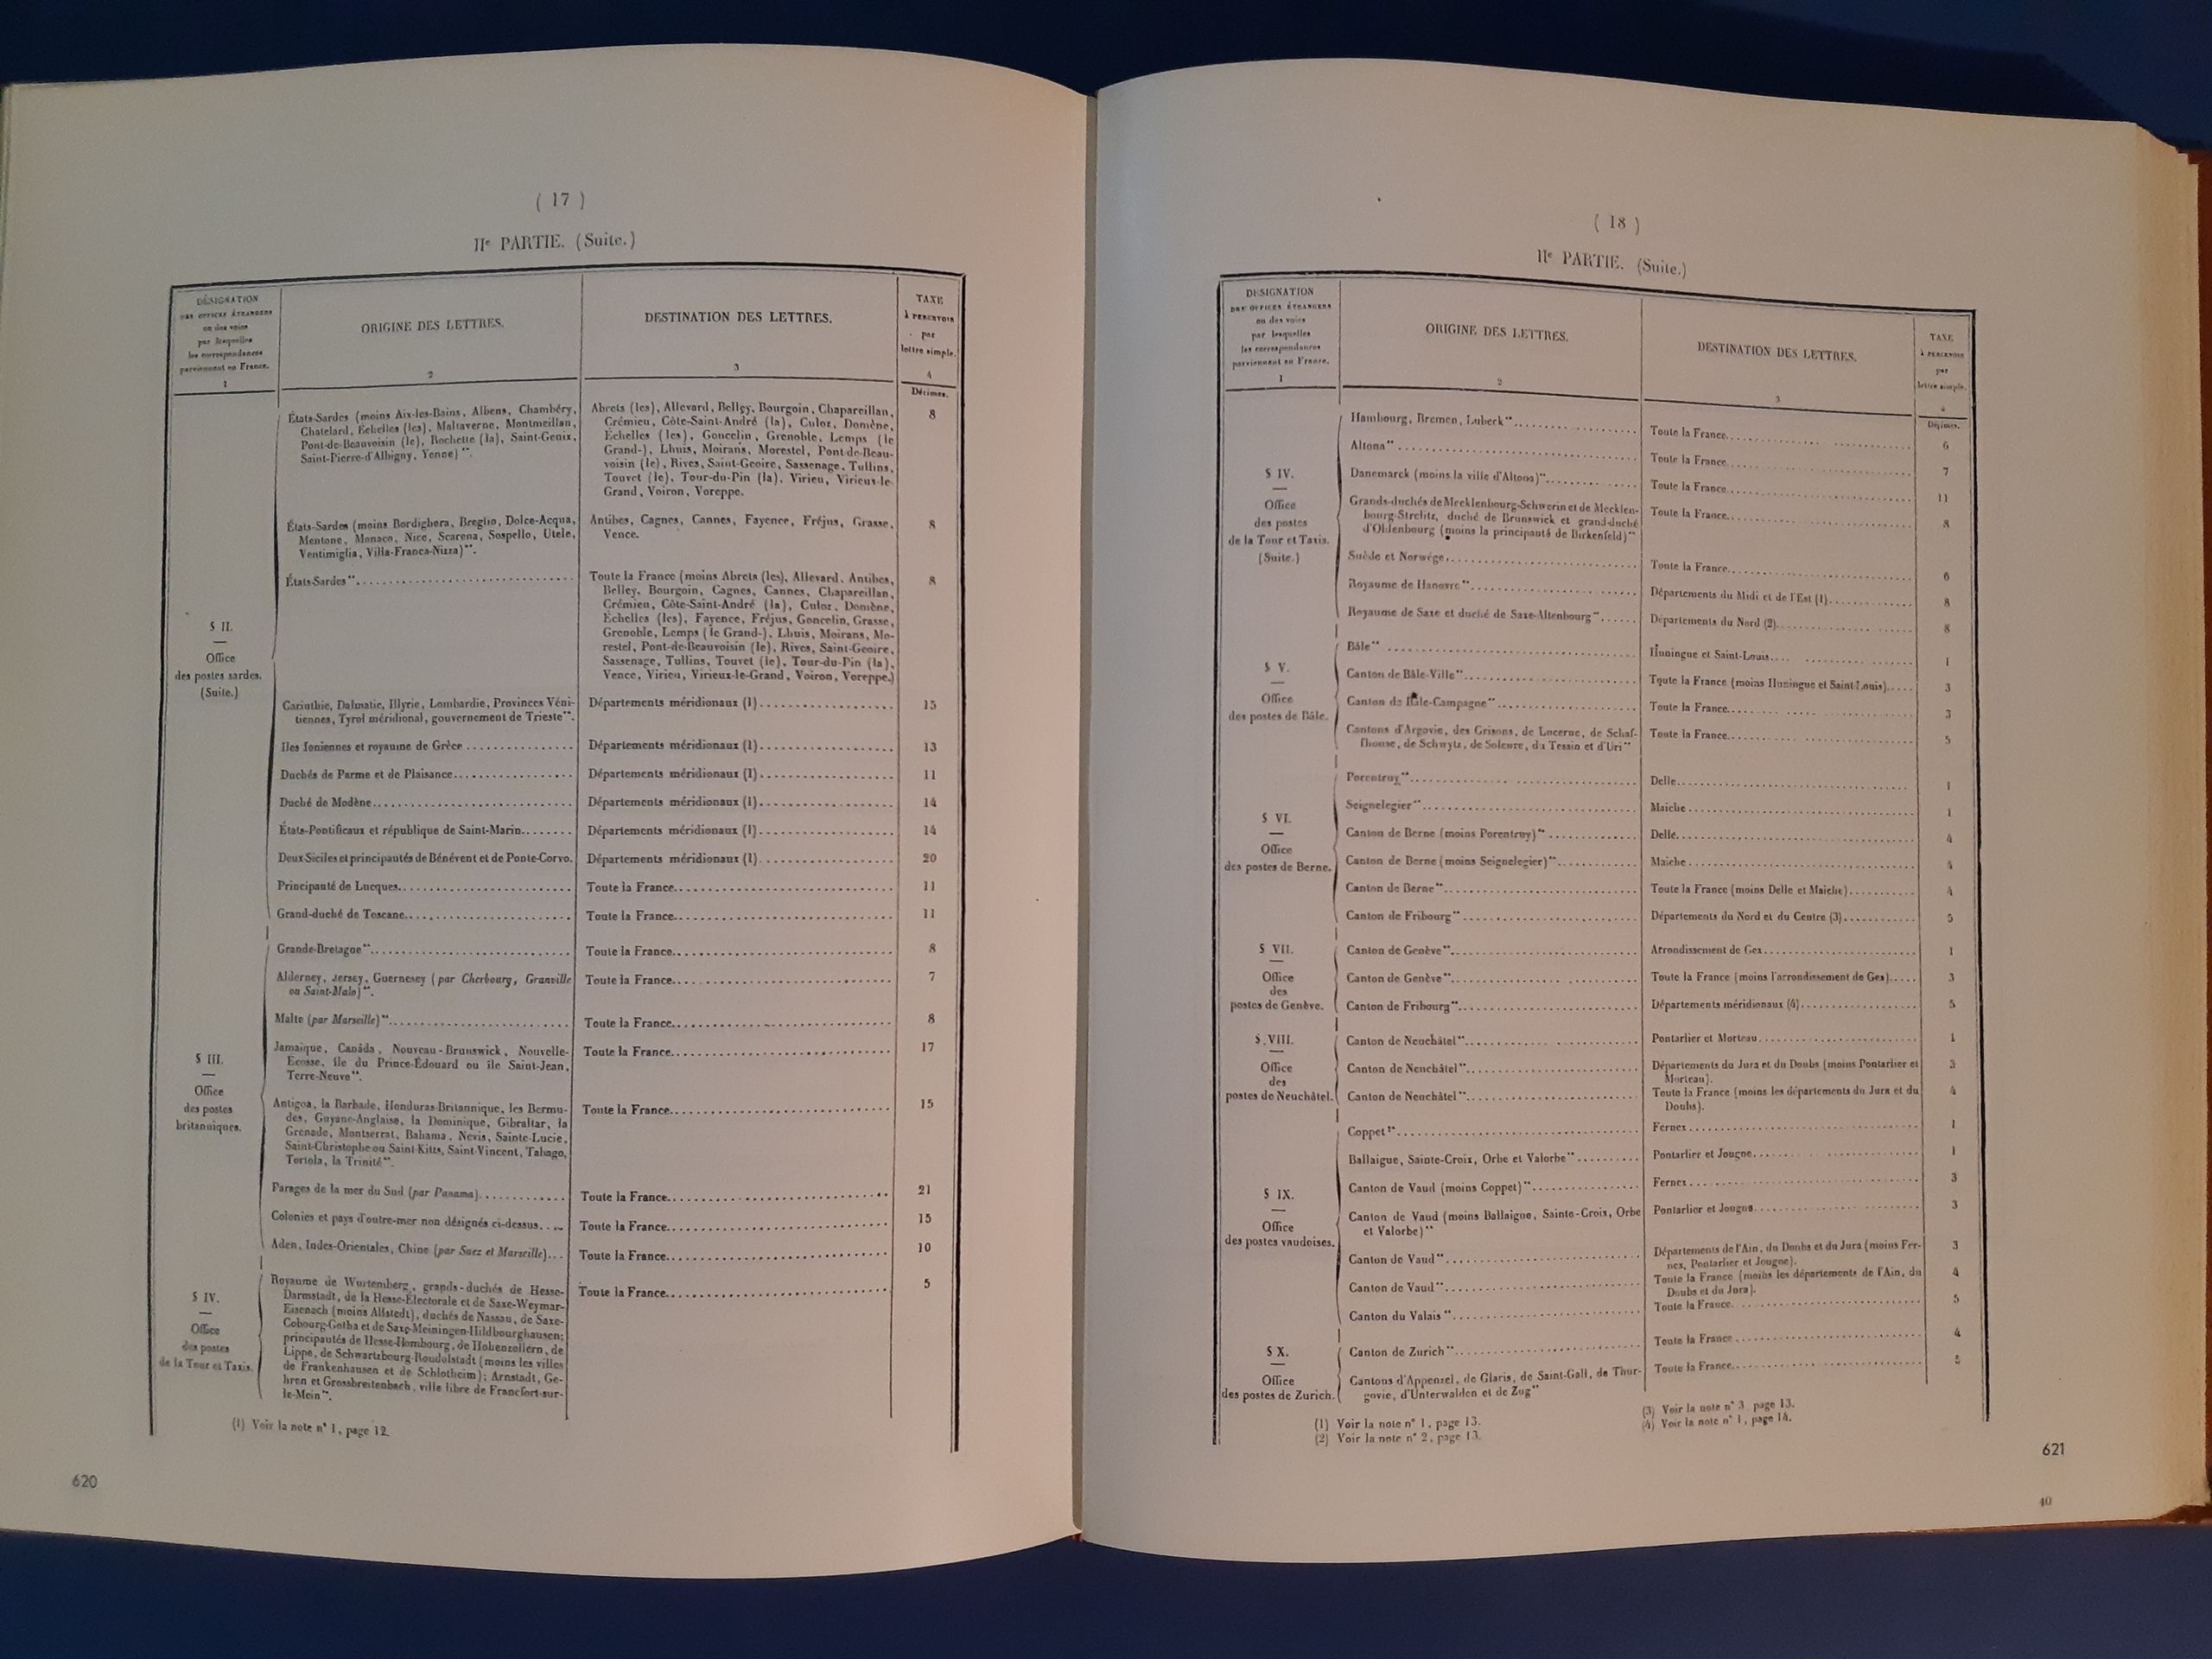 ( 17 )
IIe PARTIE. (Suite.)
DÉSIGNATION
DES OFFICES ÉTRANGERS
ou des voies
par lesquelles
les correspondances
parviennent en France.
1
ORIGINE DES LETTRES.
2
DESTINATION DES LETTRES.
3
TAXE
à PERCEVOIR
par
lettre simple.
4
Décimes.
§ II.
—
Office
des postes sardes.
(Suite.)
États-Sardes (moins Aix-les-Bains, Albens, Chambéry,
Chatelard, Échelles (les), Maltaverne, Montmeillan,
Pont-de-Beauvoisin (le), Rochette (la), Saint-Genix,
Saint-Pierre-d'Albigny, Yenne) **.
Abrets (les), Allevard, Belley, Bourgoin, Chapareillan,
Crémieu, Côte-Saint-André (la), Culoz, Domène,
Échelles (les), Goncelin, Grenoble, Lemps (le
Grand-), Lhuis, Moirans, Morestel, Pont-de-Beau-
voisin (le), Rives, Saint-Geoire, Sassenage, Tullins,
Touvet (le), Tour-du-Pin (la), Virieu, Virieux-le-
Grand, Voiron, Voreppe.
8
États-Sardes (moins Bordighera, Breglio, Dolce-Acqua,
Mentone, Monaco, Nice, Scarena, Sospello, Utele,
Ventimiglia, Villa-Franca-Nizza)**.
Antibes, Cagnes, Cannes, Fayence, Fréjus, Grasse,
Vence.
8
États-Sardes**
Toute la France (moins Abrets (les), Allevard, Antibes,
Belley, Bourgoin, Cagnes, Cannes, Chapareillan,
Crémieu, Côte-Saint-André (la), Culoz, Domène,
Échelles (les), Fayence, Fréjus, Goncelin, Grasse,
Grenoble, Lemps (le Grand-), Lhuis, Moirans, Mo-
restel, Pont-de-Beauvoisin (le), Rives, Saint-Geoire,
Sassenage, Tullins, Touvet (le), Tour-du-Pin (la),
Vence, Virieu, Virieux-le-Grand, Voiron, Voreppe.)
8
Carinthie, Dalmatie, Illyrie, Lombardie, Provinces Véni-
tiennes, Tyrol méridional, gouvernement de Trieste**.
Départements méridionaux (1)
15
Iles Ioniennes et royaume de Grèce
Départements méridionaux (1)
13
Duchés de Parme et de Plaisance
Départements méridionaux (1)
11
Duché de Modène
Départements méridionaux (1)
14
États-Pontificaux et république de Saint-Marin
Départements méridionaux (1)
14
Deux-Siciles et principautés de Bénévent et de Ponte-Corvo.
Départements méridionaux (1)
20
Principauté de Lucques
Toute la France
11
Grand-duché de Toscane
Toute la France
11
§ III.
—
Office
des postes
britanniques.
Grande-Bretagne**
Toute la France
8
Alderney, Jersey, Guernesey (par Cherbourg, Granville
ou Saint-Malo)**.
Toute la France
7
Malte (par Marseille)**
Toute la France
8
Jamaïque, Canada, Nouveau-Brunswick, Nouvelle-
Écosse, île du Prince-Édouard ou île Saint-Jean,
Terre-Neuve**.
Toute la France
17
Antigoa, la Barbade, Honduras-Britannique, les Bermu-
des, Guyane-Anglaise, la Dominique, Gibraltar, la
Grenade, Montserrat, Bahama, Nevis, Sainte-Lucie,
Saint-Christophe ou Saint-Kitts, Saint-Vincent, Tabago,
Tortola, la Trinité**.
Toute la France
15
Parages de la mer du Sud (par Panama)
Toute la France
21
Colonies et pays d'outre-mer non désignés ci-dessus
Toute la France
15
Aden, Indes-Orientales, Chine (par Suez et Marseille)
Toute la France
10
§ IV.
—
Office
des postes
de la Tour et Taxis.
Royaume de Wurtemberg, grands-duchés de Hesse-
Darmstadt, de la Hesse-Électorale et de Saxe-Weymar-
Eisenach (moins Allstedt), duchés de Nassau, de Saxe-
Cobourg-Gotha et de Saxe-Meiningen-Hildbourghausen;
principautés de Hesse-Hombourg, de Hohenzollern, de
Lippe, de Schwartzbourg-Roudolstadt (moins les villes
de Frankenhausen et de Schlotheim); Arnstadt, Ge-
hren et Grossbreitenbach, ville libre de Francfort-sur-
le-Mein**.
Toute la France
5
(1) Voir la note n° 1, page 12.
620
( 18 )
IIe PARTIE. (Suite.)
DÉSIGNATION
DES OFFICES ÉTRANGERS
ou des voies
par lesquelles
les correspondances
parviennent en France.
1
ORIGINE DES LETTRES.
2
DESTINATION DES LETTRES.
3
TAXE
à PERCEVOIR
par
lettre simple.
4
Décimes.
§ IV.
—
Office
des postes
de la Tour et Taxis.
(Suite.)
Hambourg, Bremen, Lubeck**
Toute la France
6
Altona**
Toute la France
7
Danemarck (moins la ville d'Altona)**
Toute la France
11
Grands-duchés de Mecklenbourg-Schwerin et de Mecklen-
bourg-Strelitz, duché de Brunswick et grand-duché
d'Oldenbourg (moins la principauté de Birkenfeld)**
Toute la France
8
Suède et Norwége
Toute la France
6
Royaume de Hanovre**
Départements du Midi et de l'Est (1)
8
Royaume de Saxe et duché de Saxe-Altenbourg**
Départements du Nord (2)
8
§ V.
—
Office
des postes de Bâle.
Bâle**
Huningue et Saint-Louis
1
Canton de Bâle-Ville**
Toute la France (moins Huningue et Saint-Louis)
3
Canton de Bâle-Campagne**
Toute la France
3
Cantons d'Argovie, des Grisons, de Lucerne, de Schaf-
fhouse, de Schwytz, de Soleure, du Tessin et d'Uri**
Toute la France
5
§ VI.
—
Office
des postes de Berne.
Porentruy**
Delle
1
Seignelegier**
Maiche
1
Canton de Berne (moins Porentruy)**
Delle
4
Canton de Berne (moins Seignelegier)**
Maiche
4
Canton de Berne**
Toute la France (moins Delle et Maiche)
4
Canton de Fribourg**
Départements du Nord et du Centre (3)
5
§ VII.
—
Office
des
postes de Genève.
Canton de Genève**
Arrondissement de Gex
1
Canton de Genève**
Toute la France (moins l'arrondissement de Gex)
3
Canton de Fribourg**
Départements méridionaux (4)
5
§ VIII.
—
Office
des
postes de Neuchâtel.
Canton de Neuchâtel**
Pontarlier et Morteau
1
Canton de Neuchâtel**
Départements du Jura et du Doubs (moins Pontarlier et
Morteau).
3
Canton de Neuchâtel**
Toute la France (moins les départements du Jura et du
Doubs).
4
§ IX.
—
Office
des postes vaudoises.
Coppet**
Fernex
1
Ballaigue, Sainte-Croix, Orbe et Valorbe**
Pontarlier et Jougne
1
Canton de Vaud (moins Coppet)**
Fernex
3
Canton de Vaud (moins Ballaigue, Sainte-Croix, Orbe
et Valorbe)**
Pontarlier et Jougne
3
Canton de Vaud**
Départements de l'Ain, du Doubs et du Jura (moins Fer-
nex, Pontarlier et Jougne).
3
Canton de Vaud**
Toute la France (moins les départements de l'Ain, du
Doubs et du Jura).
4
Canton du Valais**
Toute la France
5
§ X.
—
Office
des postes de Zurich.
Canton de Zurich**
Toute la France
4
Cantons d'Appenzel, de Glaris, de Saint-Gall, de Thur-
govie, d'Unterwalden et de Zug**
Toute la France
5
(1) Voir la note n° 1, page 13.
(2) Voir la note n° 2, page 13.
(3) Voir la note n° 3 page 13.
(4) Voir la note n° 1, page 14.
621
40